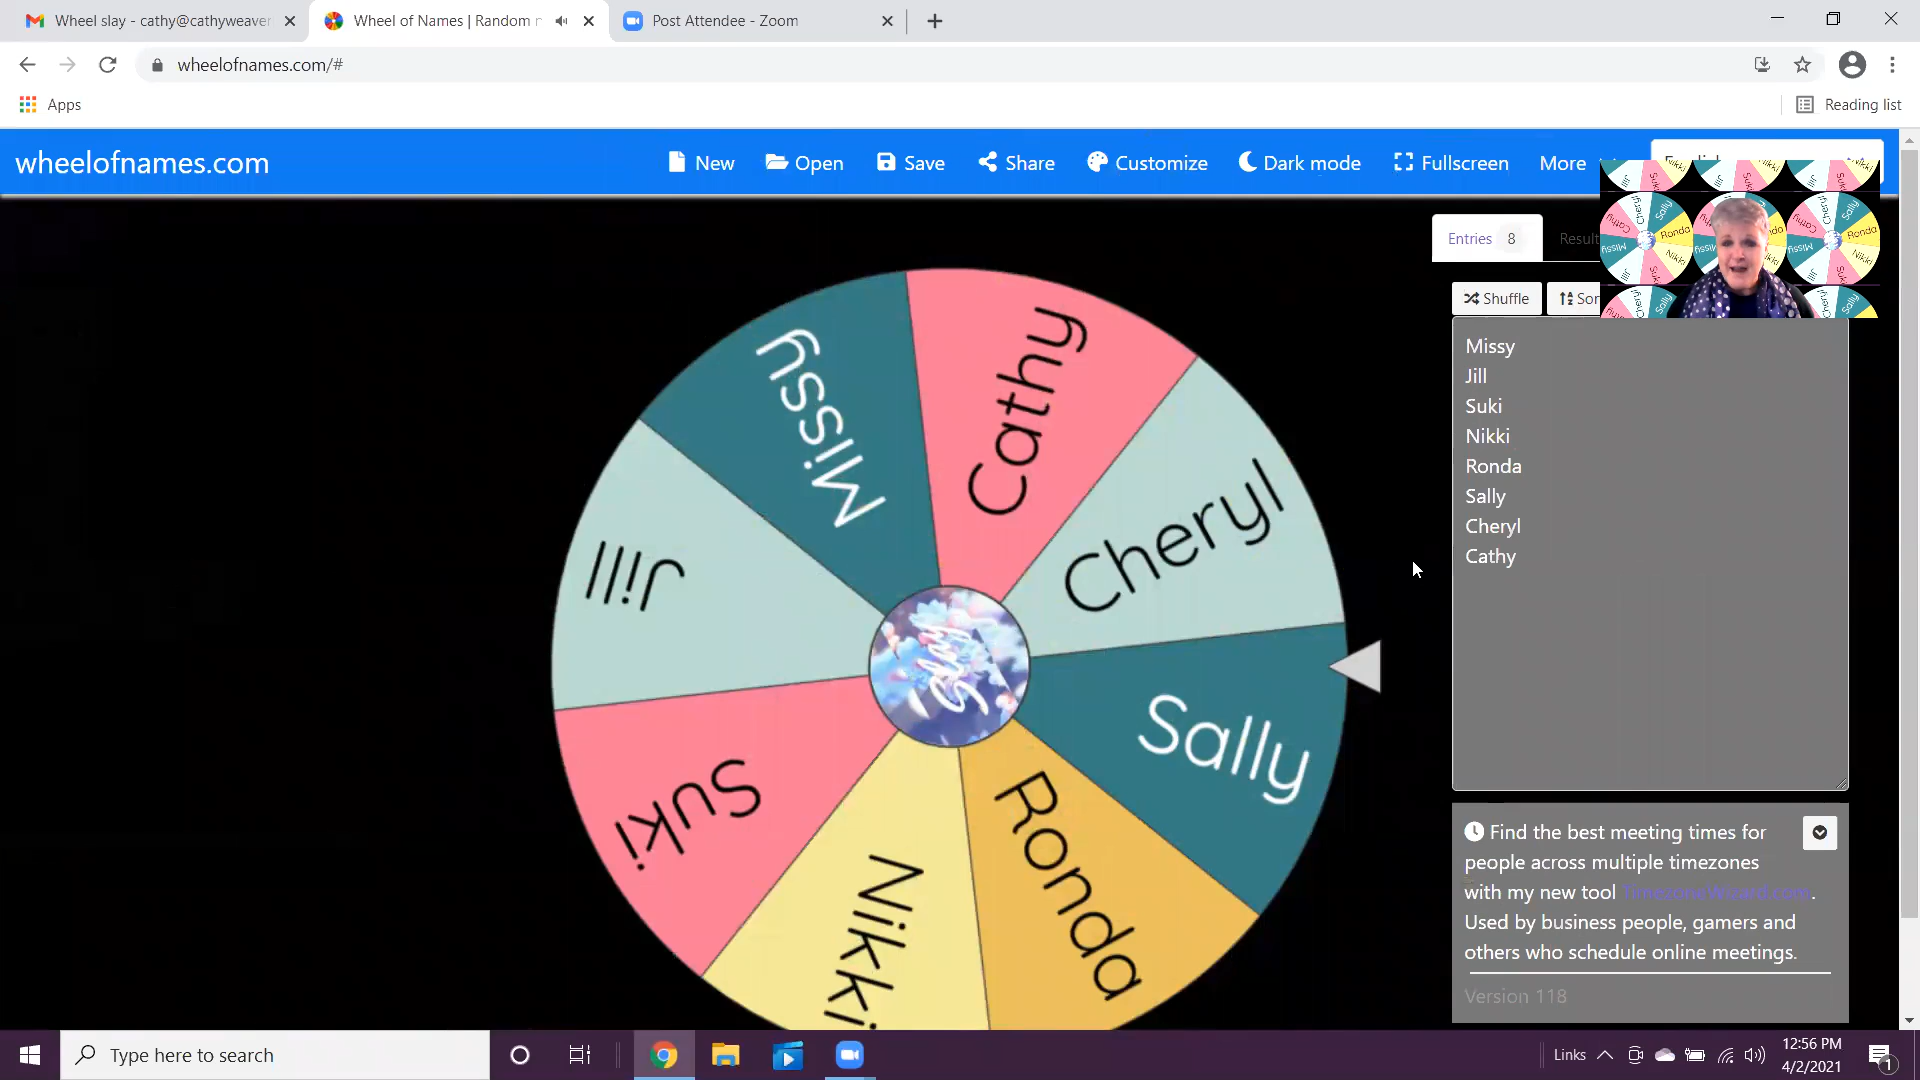 Wheel slay - cathy@cathyweaver
Wheel of Names | Random n
Post Attendee - Zoom
wheelofnames.com/#
Apps
Reading list
wheelofnames.com
New
Open
Save
Share
Customize
Dark mode
Fullscreen
More
Entries 8
Result
Shuffle
Sor
Missy
Jill
Suki
Nikki
Ronda
Sally
Cheryl
Cathy
Cathy
Cheryl
Sally
Ronda
Nikki
Suki
Jill
Missy
Find the best meeting times for
people across multiple timezones
with my new tool TimezoneWizard.com.
Used by business people, gamers and
others who schedule online meetings.
Version 118
Type here to search
Links
12:56 PM
4/2/2021
1